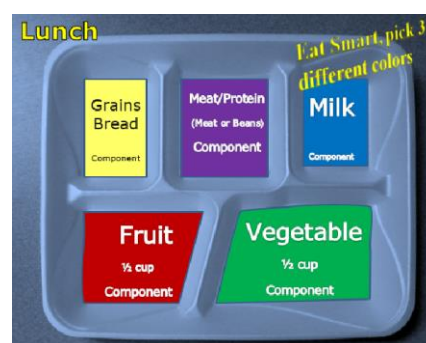 Lunch
Eat Smart, pick 3
different colors
Grains
Bread
Component
Meat/Protein
(Meat or Beans)
Component
Milk
Component
Fruit
½ cup
Component
Vegetable
½ cup
Component